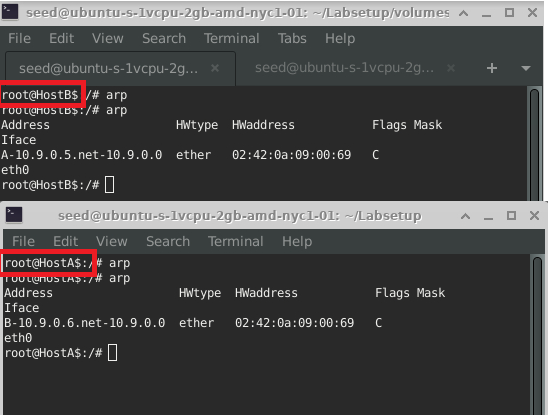 seed@ubuntu-s-1vcpu-2gb-amd-nyc1-01: ~/Labsetup/volumes
File Edit View Search Terminal Tabs Help
seed@ubuntu-s-1vcpu-2g... × seed@ubuntu-s-1vcpu-2g... ×
root@HostB$:/# arp
root@HostB$:/# arp
Address HWtype HWaddress Flags Mask
Iface
A-10.9.0.5.net-10.9.0.0 ether 02:42:0a:09:00:69 C
eth0
root@HostB$:/#
seed@ubuntu-s-1vcpu-2gb-amd-nyc1-01: ~/Labsetup
File Edit View Search Terminal Help
root@HostA$:/# arp
root@HostA$:/# arp
Address HWtype HWaddress Flags Mask
Iface
B-10.9.0.6.net-10.9.0.0 ether 02:42:0a:09:00:69 C
eth0
root@HostA$:/#